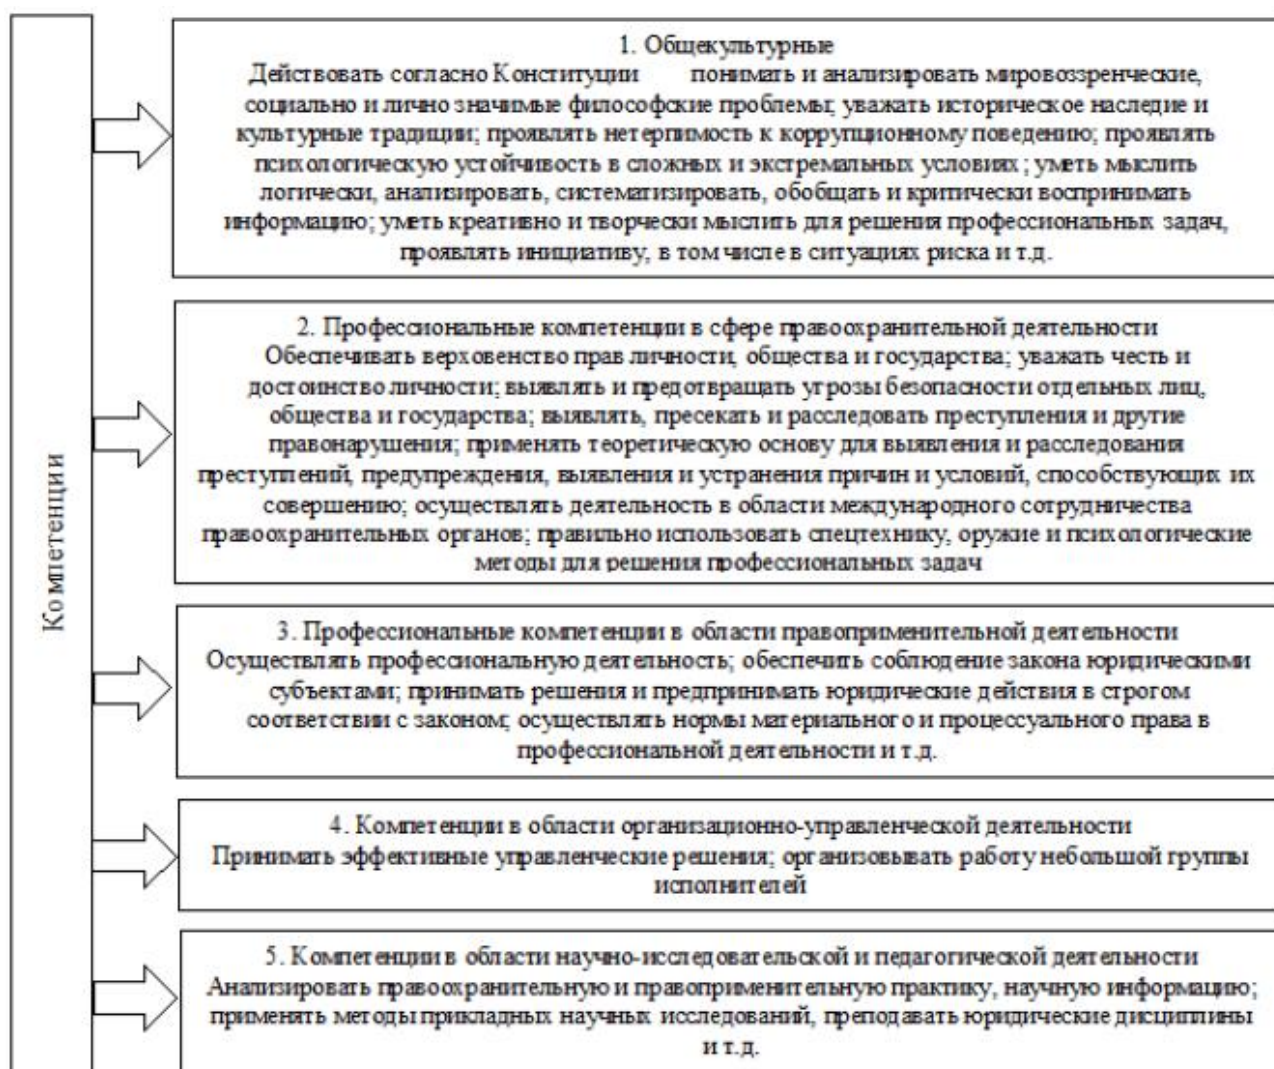 Компетенции
1. Общекультурные
Действовать согласно Конституции понимать и анализировать мировоззренческие,
социально и лично значимые философские проблемы; уважать историческое наследие и
культурные традиции; проявлять нетерпимость к коррупционному поведению; проявлять
психологическую устойчивость в сложных и экстремальных условиях; уметь мыслить
логически, анализировать, систематизировать, обобщать и критически воспринимать
информацию; уметь креативно и творчески мыслить для решения профессиональных задач,
проявлять инициативу, в том числе в ситуациях риска и т.д.
2. Профессиональные компетенции в сфере правоохранительной деятельности
Обеспечивать верховенство прав личности, общества и государства; уважать честь и
достоинство личности; выявлять и предотвращать угрозы безопасности отдельных лиц,
общества и государства; выявлять, пресекать и расследовать преступления и другие
правонарушения; применять теоретическую основу для выявления и расследования
преступлений, предупреждения, выявления и устранения причин и условий, способствующих их
совершению; осуществлять деятельность в области международного сотрудничества
правоохранительных органов; правильно использовать спецтехнику, оружие и психологические
методы для решения профессиональных задач
3. Профессиональные компетенции в области правоприменительной деятельности
Осуществлять профессиональную деятельность; обеспечить соблюдение закона юридическими
субъектами; принимать решения и предпринимать юридические действия в строгом
соответствии с законом; осуществлять нормы материального и процессуального права в
профессиональной деятельности и т.д.
4. Компетенции в области организационно-управленческой деятельности
Принимать эффективные управленческие решения; организовывать работу небольшой группы
исполнителей
5. Компетенции в области научно-исследовательской и педагогической деятельности
Анализировать правоохранительную и правоприменительную практику, научную информацию;
применять методы прикладных научных исследований, преподавать юридические дисциплины
и т.д.